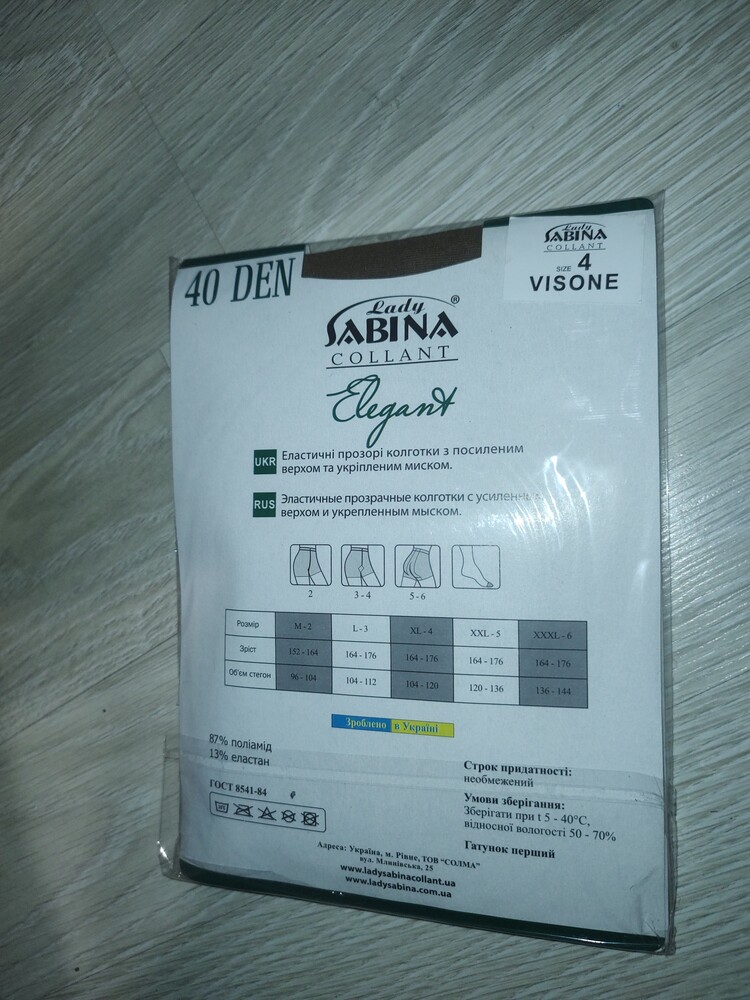 40 DEN
Lady
SABINA
COLLANT
SIZE 4
VISONE
Lady ®
SABINA
COLLANT
Elegant
UKR Еластичні прозорі колготки з посиленим
верхом та укріпленим миском.
RUS Эластичные прозрачные колготки с усилен
верхом и укрепленным мыском.
2 3 - 4 5 - 6
Розмір M - 2 L - 3 XL - 4 XXL - 5 XXXL - 6
Зріст 152 - 164 164 - 176 164 - 176 164 - 176 164 - 176
Об'єм стегон 96 - 104 104 - 112 104 - 120 120 - 136 136 - 144
Зроблено в Україні
87% поліамід
13% еластан
ГОСТ 8541-84
Строк придатності:
необмежений
Умови зберігання:
Зберігати при t 5 - 40°C,
відносної вологості 50 - 70%
Гатунок перший
Адреса: Україна, м. Рівне, ТОВ "СОЛМА"
вул. Млинівська, 25
www.ladysabinacollant.ua
www.ladysabina.com.ua